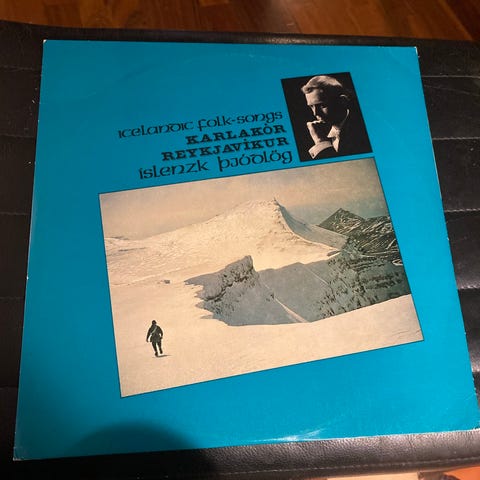 icelandic folk-songs
KARLAKÓR
REYKJAVÍKUR
íslenzk þjóðlög